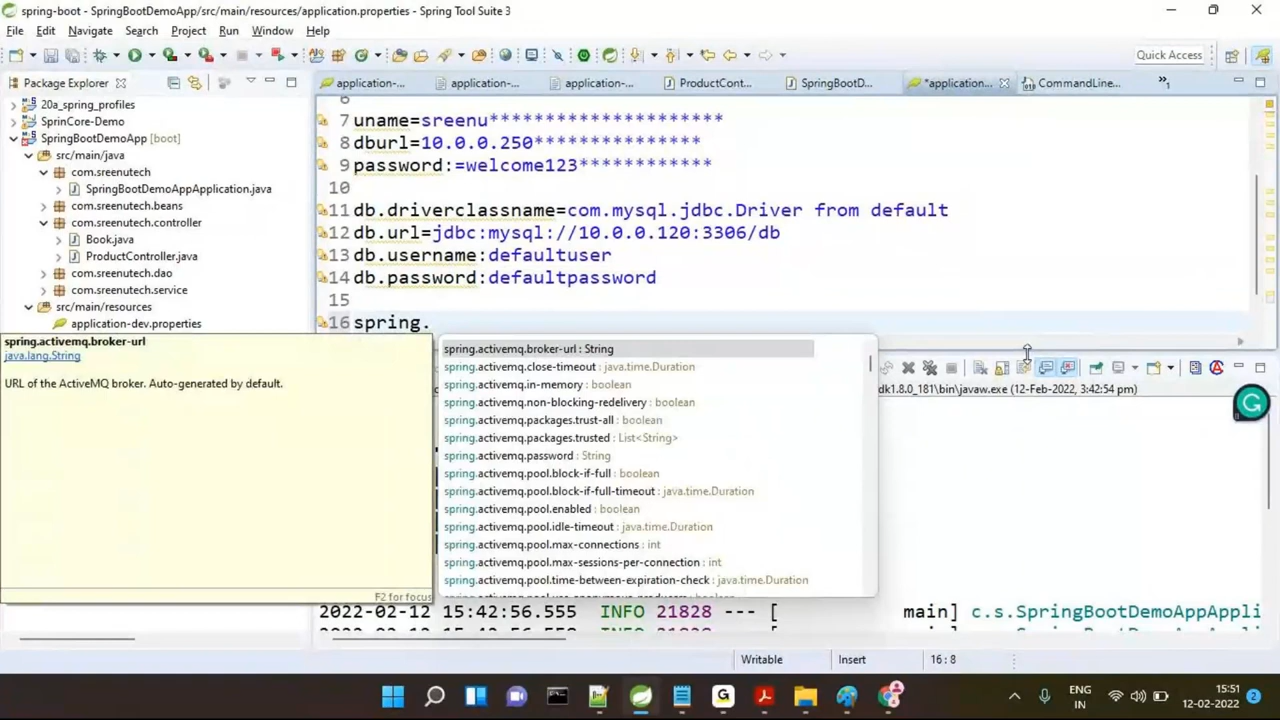 spring-boot - SpringBootDemoApp/src/main/resources/application.properties - Spring Tool Suite 3
File Edit Navigate Search Project Run Window Help
Quick Access
Package Explorer
application-... application-... application-... ProductCont... SpringBootD... *application... CommandLine... »1
20a_spring_profiles
SprinCore-Demo
SpringBootDemoApp [boot]
src/main/java
com.sreenutech
SpringBootDemoAppApplication.java
com.sreenutech.beans
com.sreenutech.controller
Book.java
ProductController.java
com.sreenutech.dao
com.sreenutech.service
src/main/resources
application-dev.properties
6
7 uname=sreenu*********************
8 dburl=10.0.0.250***************
9 password:=welcome123************
10
11 db.driverclassname=com.mysql.jdbc.Driver from default
12 db.url=jdbc:mysql://10.0.0.120:3306/db
13 db.username:defaultuser
14 db.password:defaultpassword
15
16 spring.
spring.activemq.broker-url
java.lang.String
URL of the ActiveMQ broker. Auto-generated by default.
F2 for focus
spring.activemq.broker-url : String
spring.activemq.close-timeout : java.time.Duration
spring.activemq.in-memory : boolean
spring.activemq.non-blocking-redelivery : boolean
spring.activemq.packages.trust-all : boolean
spring.activemq.packages.trusted : List<String>
spring.activemq.password : String
spring.activemq.pool.block-if-full : boolean
spring.activemq.pool.block-if-full-timeout : java.time.Duration
spring.activemq.pool.enabled : boolean
spring.activemq.pool.idle-timeout : java.time.Duration
spring.activemq.pool.max-connections : int
spring.activemq.pool.max-sessions-per-connection : int
spring.activemq.pool.time-between-expiration-check : java.time.Duration
dk1.8.0_181\bin\javaw.exe (12-Feb-2022, 3:42:54 pm)
2022-02-12 15:42:56.555 INFO 21828 --- [ main] c.s.SpringBootDemoAppAppli
Writable Insert 16 : 8
ENG
IN
15:51
12-02-2022
2